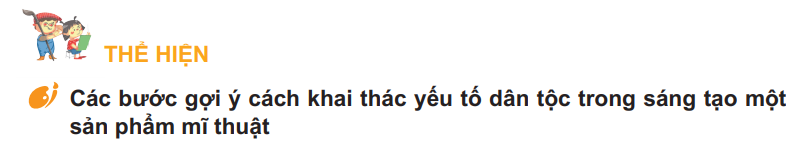 THỂ HIỆN
Các bước gợi ý cách khai thác yếu tố dân tộc trong sáng tạo một
sản phẩm mĩ thuật